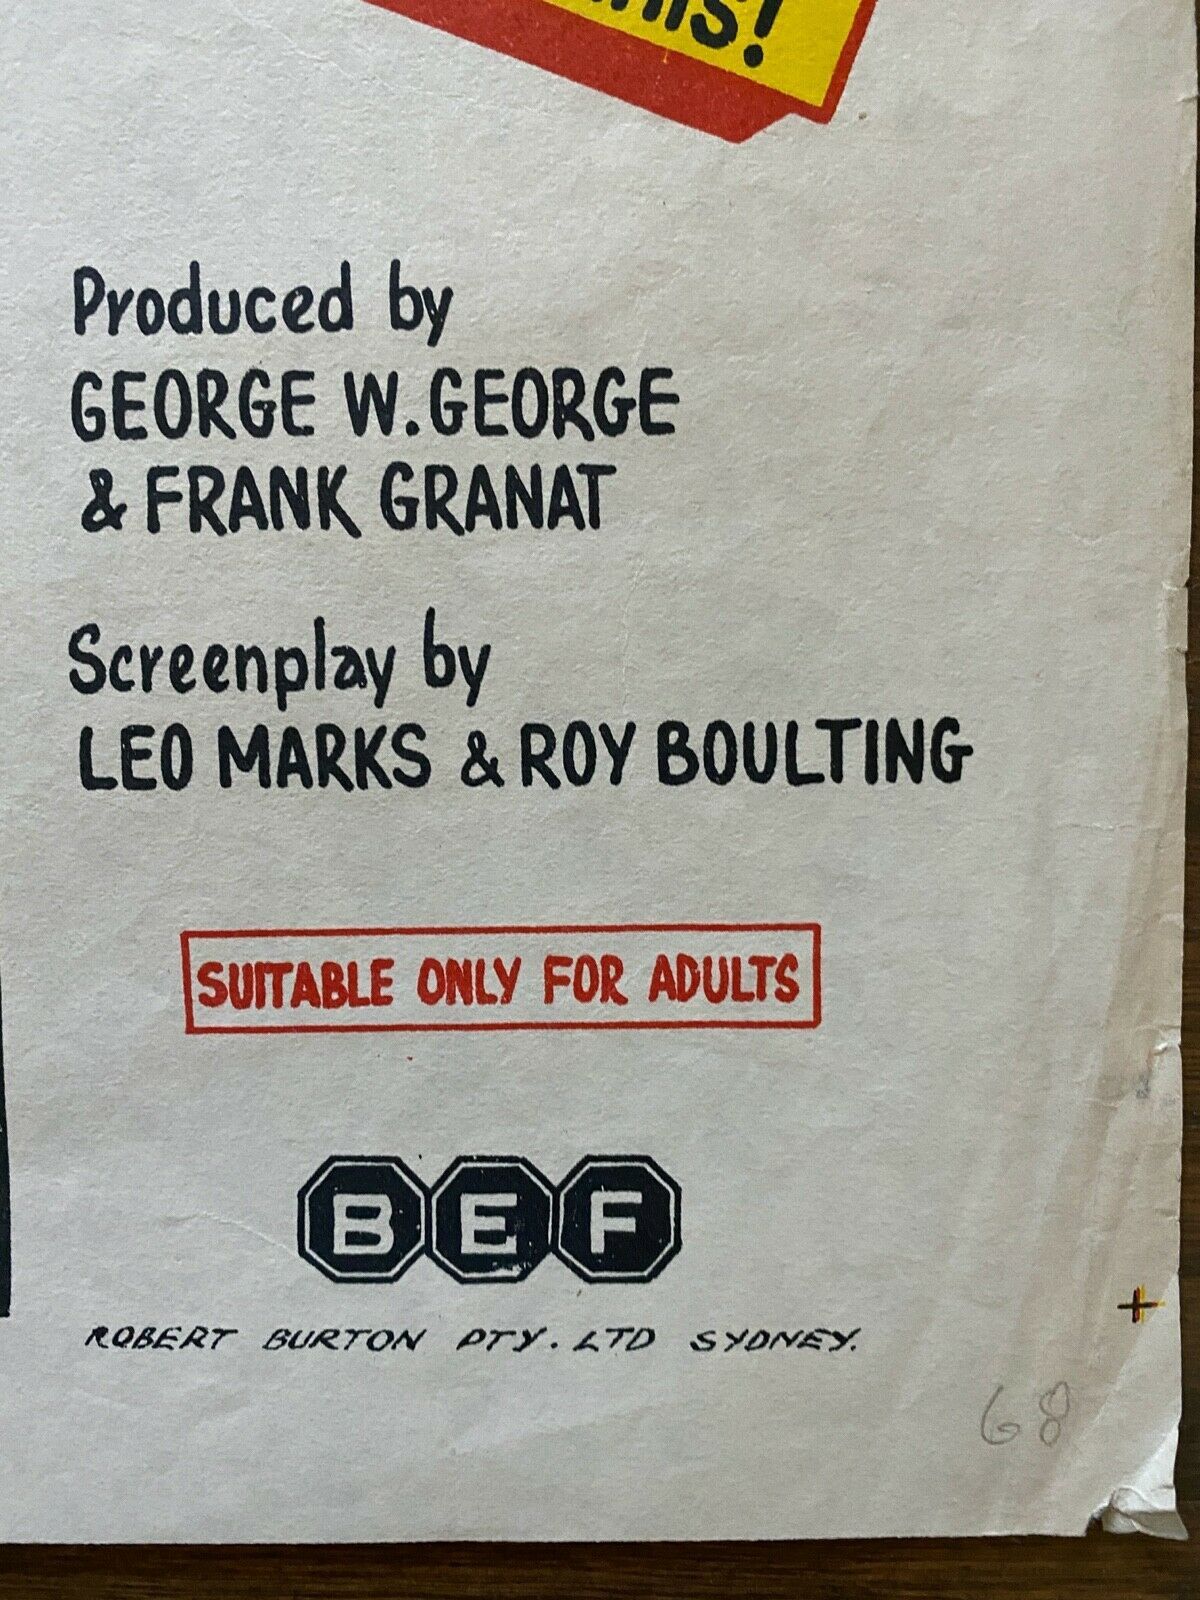 Produced by
GEORGE W. GEORGE
& FRANK GRANAT
Screenplay by
LEO MARKS & ROY BOULTING
SUITABLE ONLY FOR ADULTS
BEF
ROBERT BURTON PTY. LTD SYDNEY.
68